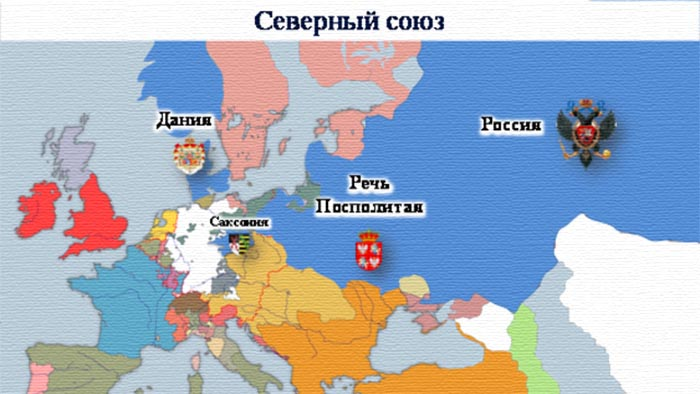 Северный союз
Дания
Россия
Речь
Посполитая
Саксония